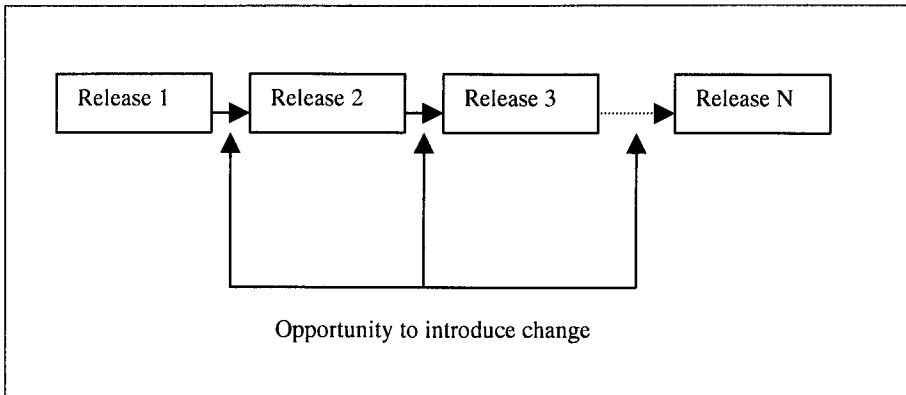 Release 1
Release 2
Release 3
Release N
Opportunity to introduce change